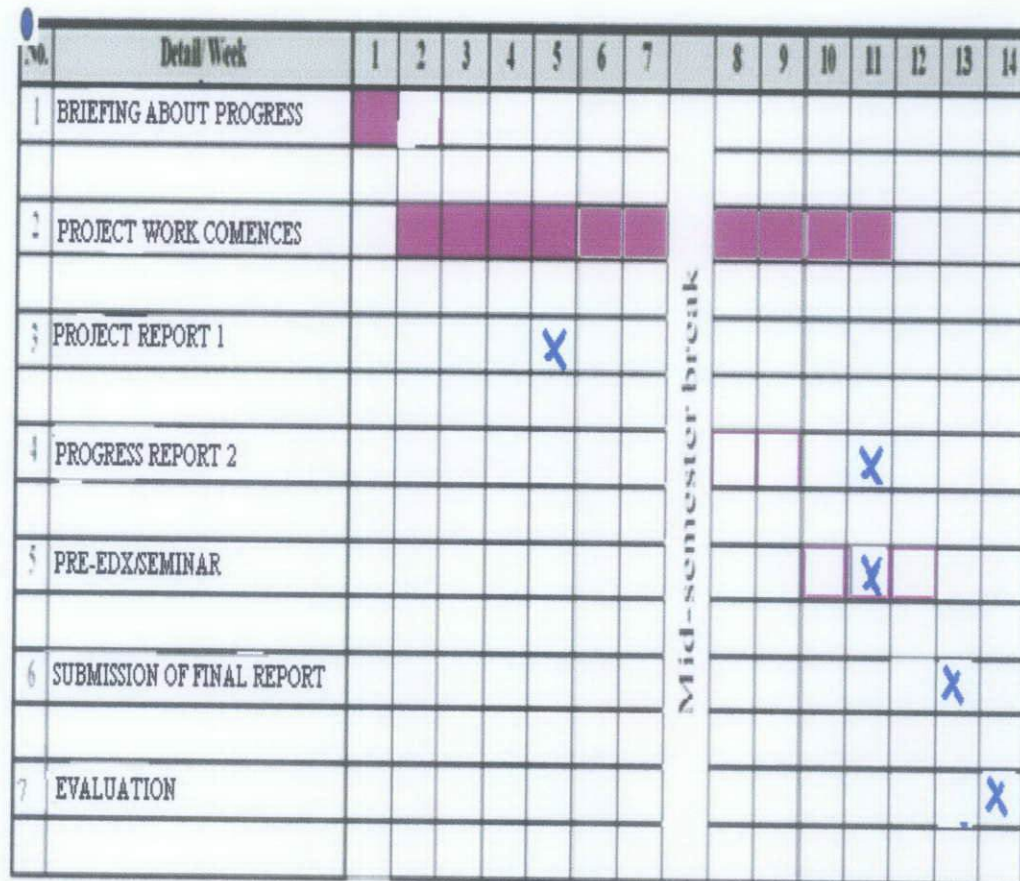 No. Detail/Week 1 2 3 4 5 6 7 8 9 10 11 12 13 14
1 BRIEFING ABOUT PROGRESS
2 PROJECT WORK COMENCES
3 PROJECT REPORT 1 X
4 PROGRESS REPORT 2 X
5 PRE-EDX/SEMINAR X
6 SUBMISSION OF FINAL REPORT X
7 EVALUATION X
Mid-semester break